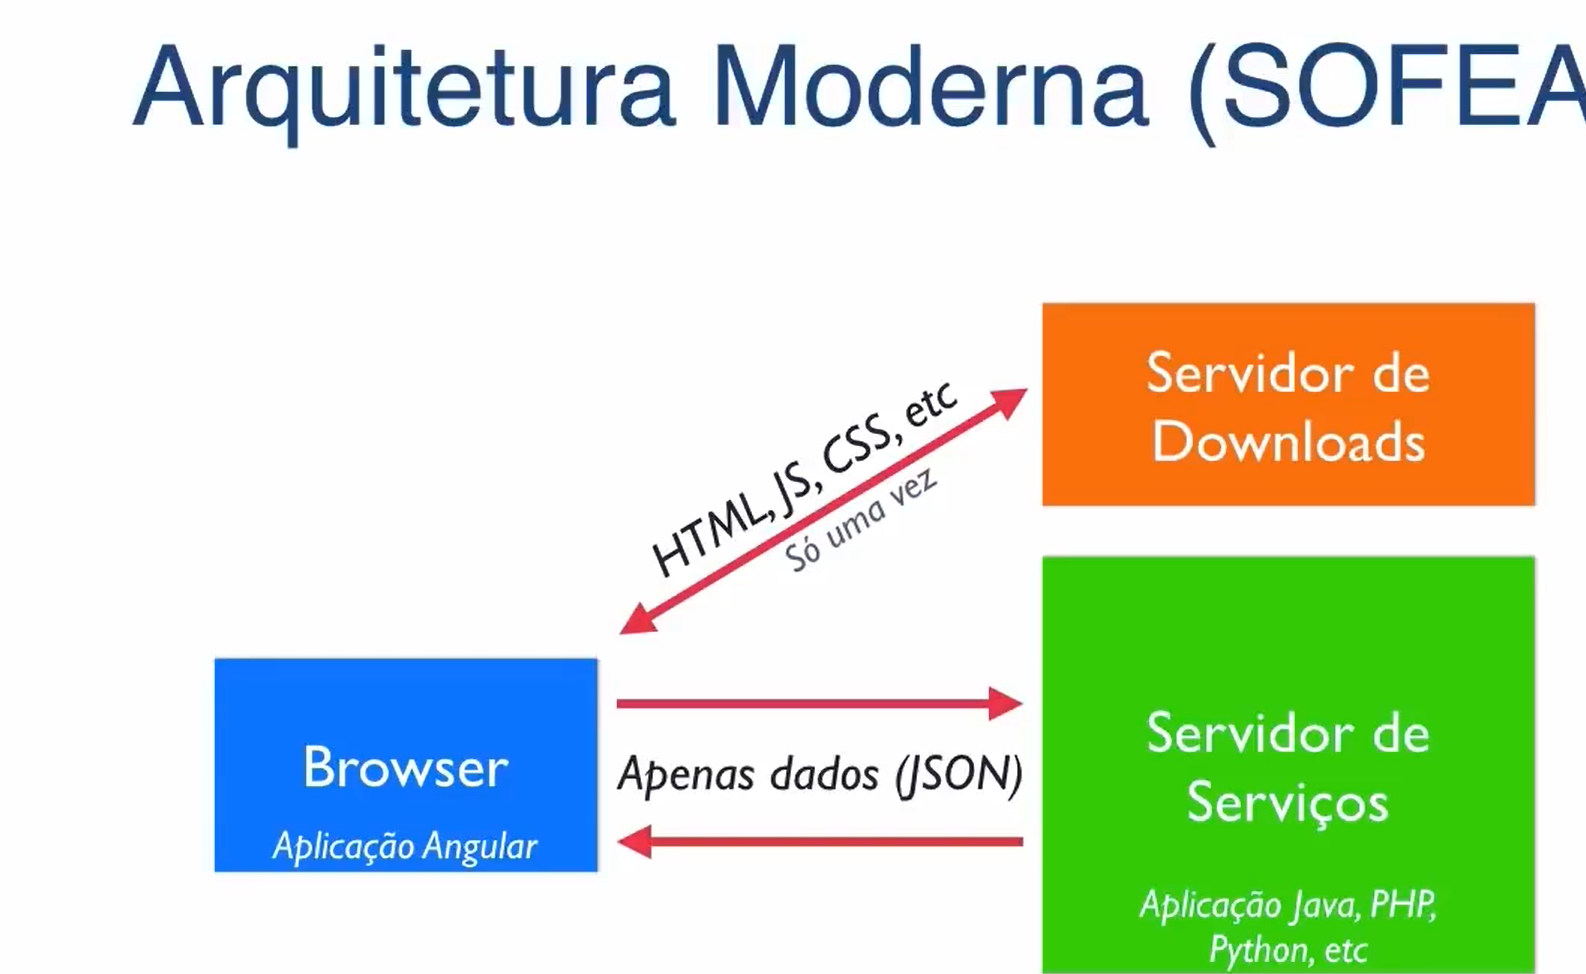 Arquitetura Moderna (SOFEA
Servidor de
Downloads
HTML, JS, CSS, etc
Só uma vez
Browser
Aplicação Angular
Apenas dados (JSON)
Servidor de
Serviços
Aplicação Java, PHP,
Python, etc